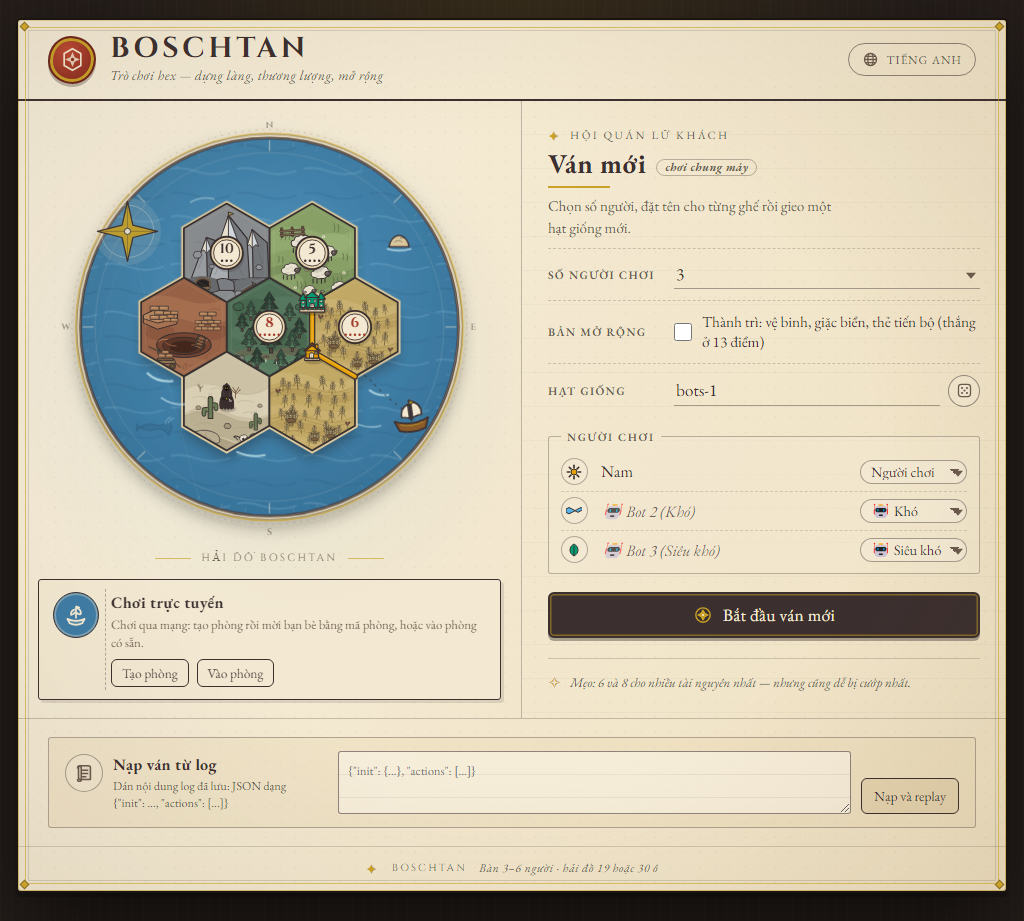 BOSCHTAN
Trò chơi hex — dựng làng, thương lượng, mở rộng
TIẾNG ANH
N
W
E
S
10
5
8
6
HẢI ĐỒ BOSCHTAN
Chơi trực tuyến
Chơi qua mạng: tạo phòng rồi mời bạn bè bằng mã phòng, hoặc vào phòng
có sẵn.
Tạo phòng
Vào phòng
HỘI QUÁN LỮ KHÁCH
Ván mới chơi chung máy
Chọn số người, đặt tên cho từng ghế rồi gieo một
hạt giống mới.
SỐ NGƯỜI CHƠI 3
BẢN MỞ RỘNG Thành trì: vệ binh, giặc biển, thẻ tiến bộ (thắng
ở 13 điểm)
HẠT GIỐNG bots-1
NGƯỜI CHƠI
Nam Người chơi
Bot 2 (Khó) Khó
Bot 3 (Siêu khó) Siêu khó
Bắt đầu ván mới
Mẹo: 6 và 8 cho nhiều tài nguyên nhất — nhưng cũng dễ bị cướp nhất.
Nạp ván từ log
Dán nội dung log đã lưu: JSON dạng
{"init": ..., "actions": [...]}
{"init": {...}, "actions": [...]}
Nạp và replay
BOSCHTAN Bàn 3–6 người · hải đồ 19 hoặc 30 ô